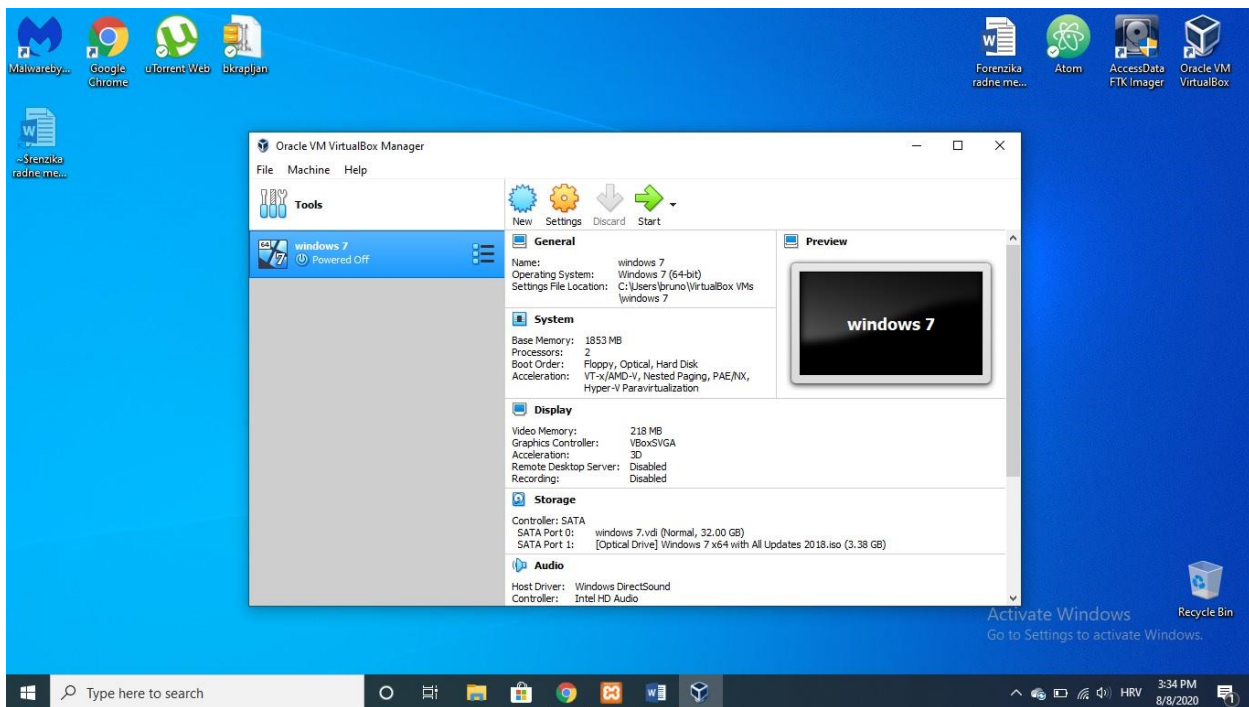 Malwareby...
Google
Chrome
uTorrent Web
bkrapljan
Forenzika
radne me...
Atom
AccessData
FTK Imager
Oracle VM
VirtualBox
~$renzika
radne me...
Oracle VM VirtualBox Manager
File Machine Help
Tools
New Settings Discard Start
64
7
windows 7
Powered Off
General
Name: windows 7
Operating System: Windows 7 (64-bit)
Settings File Location: C:\Users\bruno\VirtualBox VMs
\windows 7
Preview
windows 7
System
Base Memory: 1853 MB
Processors: 2
Boot Order: Floppy, Optical, Hard Disk
Acceleration: VT-x/AMD-V, Nested Paging, PAE/NX,
Hyper-V Paravirtualization
Display
Video Memory: 218 MB
Graphics Controller: VBoxSVGA
Acceleration: 3D
Remote Desktop Server: Disabled
Recording: Disabled
Storage
Controller: SATA
SATA Port 0: windows 7.vdi (Normal, 32.00 GB)
SATA Port 1: [Optical Drive] Windows 7 x64 with All Updates 2018.iso (3.38 GB)
Audio
Host Driver: Windows DirectSound
Controller: Intel HD Audio
Activate Windows
Go to Settings to activate Windows.
Recycle Bin
Type here to search
HRV
3:34 PM
8/8/2020
1